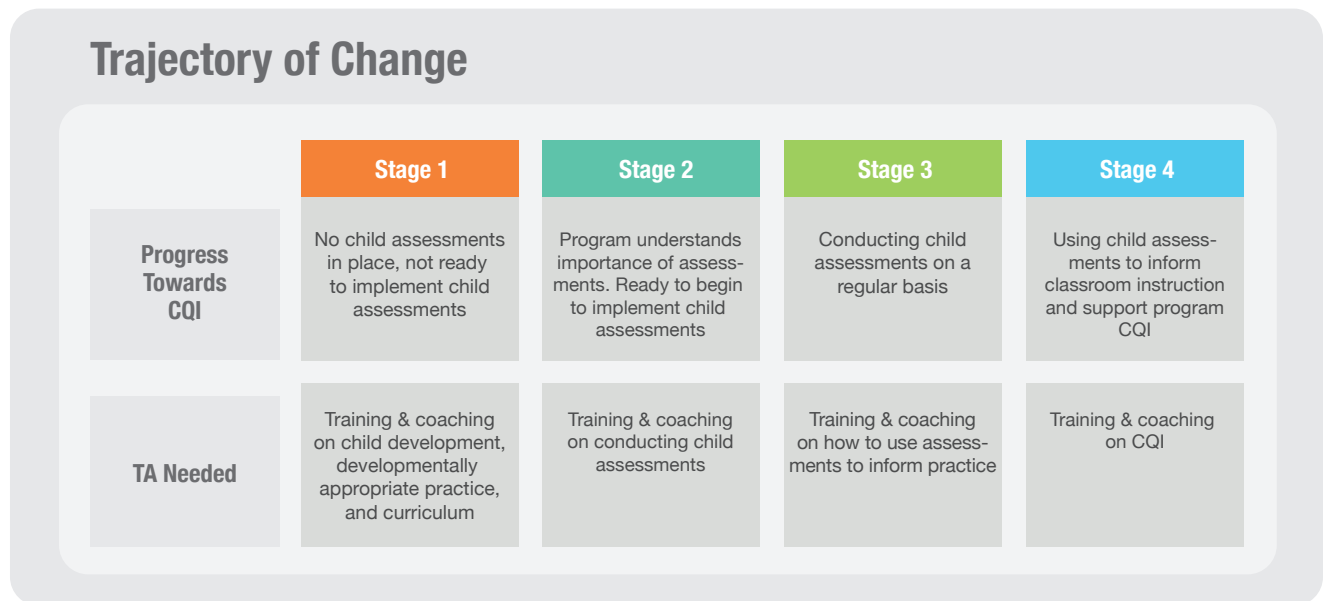 Trajectory of Change
Stage 1
Stage 2
Stage 3
Stage 4
Progress
Towards
CQI
No child assessments
in place, not ready
to implement child
assessments
Program understands
importance of assess-
ments. Ready to begin
to implement child
assessments
Conducting child
assessments on a
regular basis
Using child assess-
ments to inform
classroom instruction
and support program
CQI
TA Needed
Training & coaching
on child development,
developmentally
appropriate practice,
and curriculum
Training & coaching
on conducting child
assessments
Training & coaching
on how to use assess-
ments to inform practice
Training & coaching
on CQI